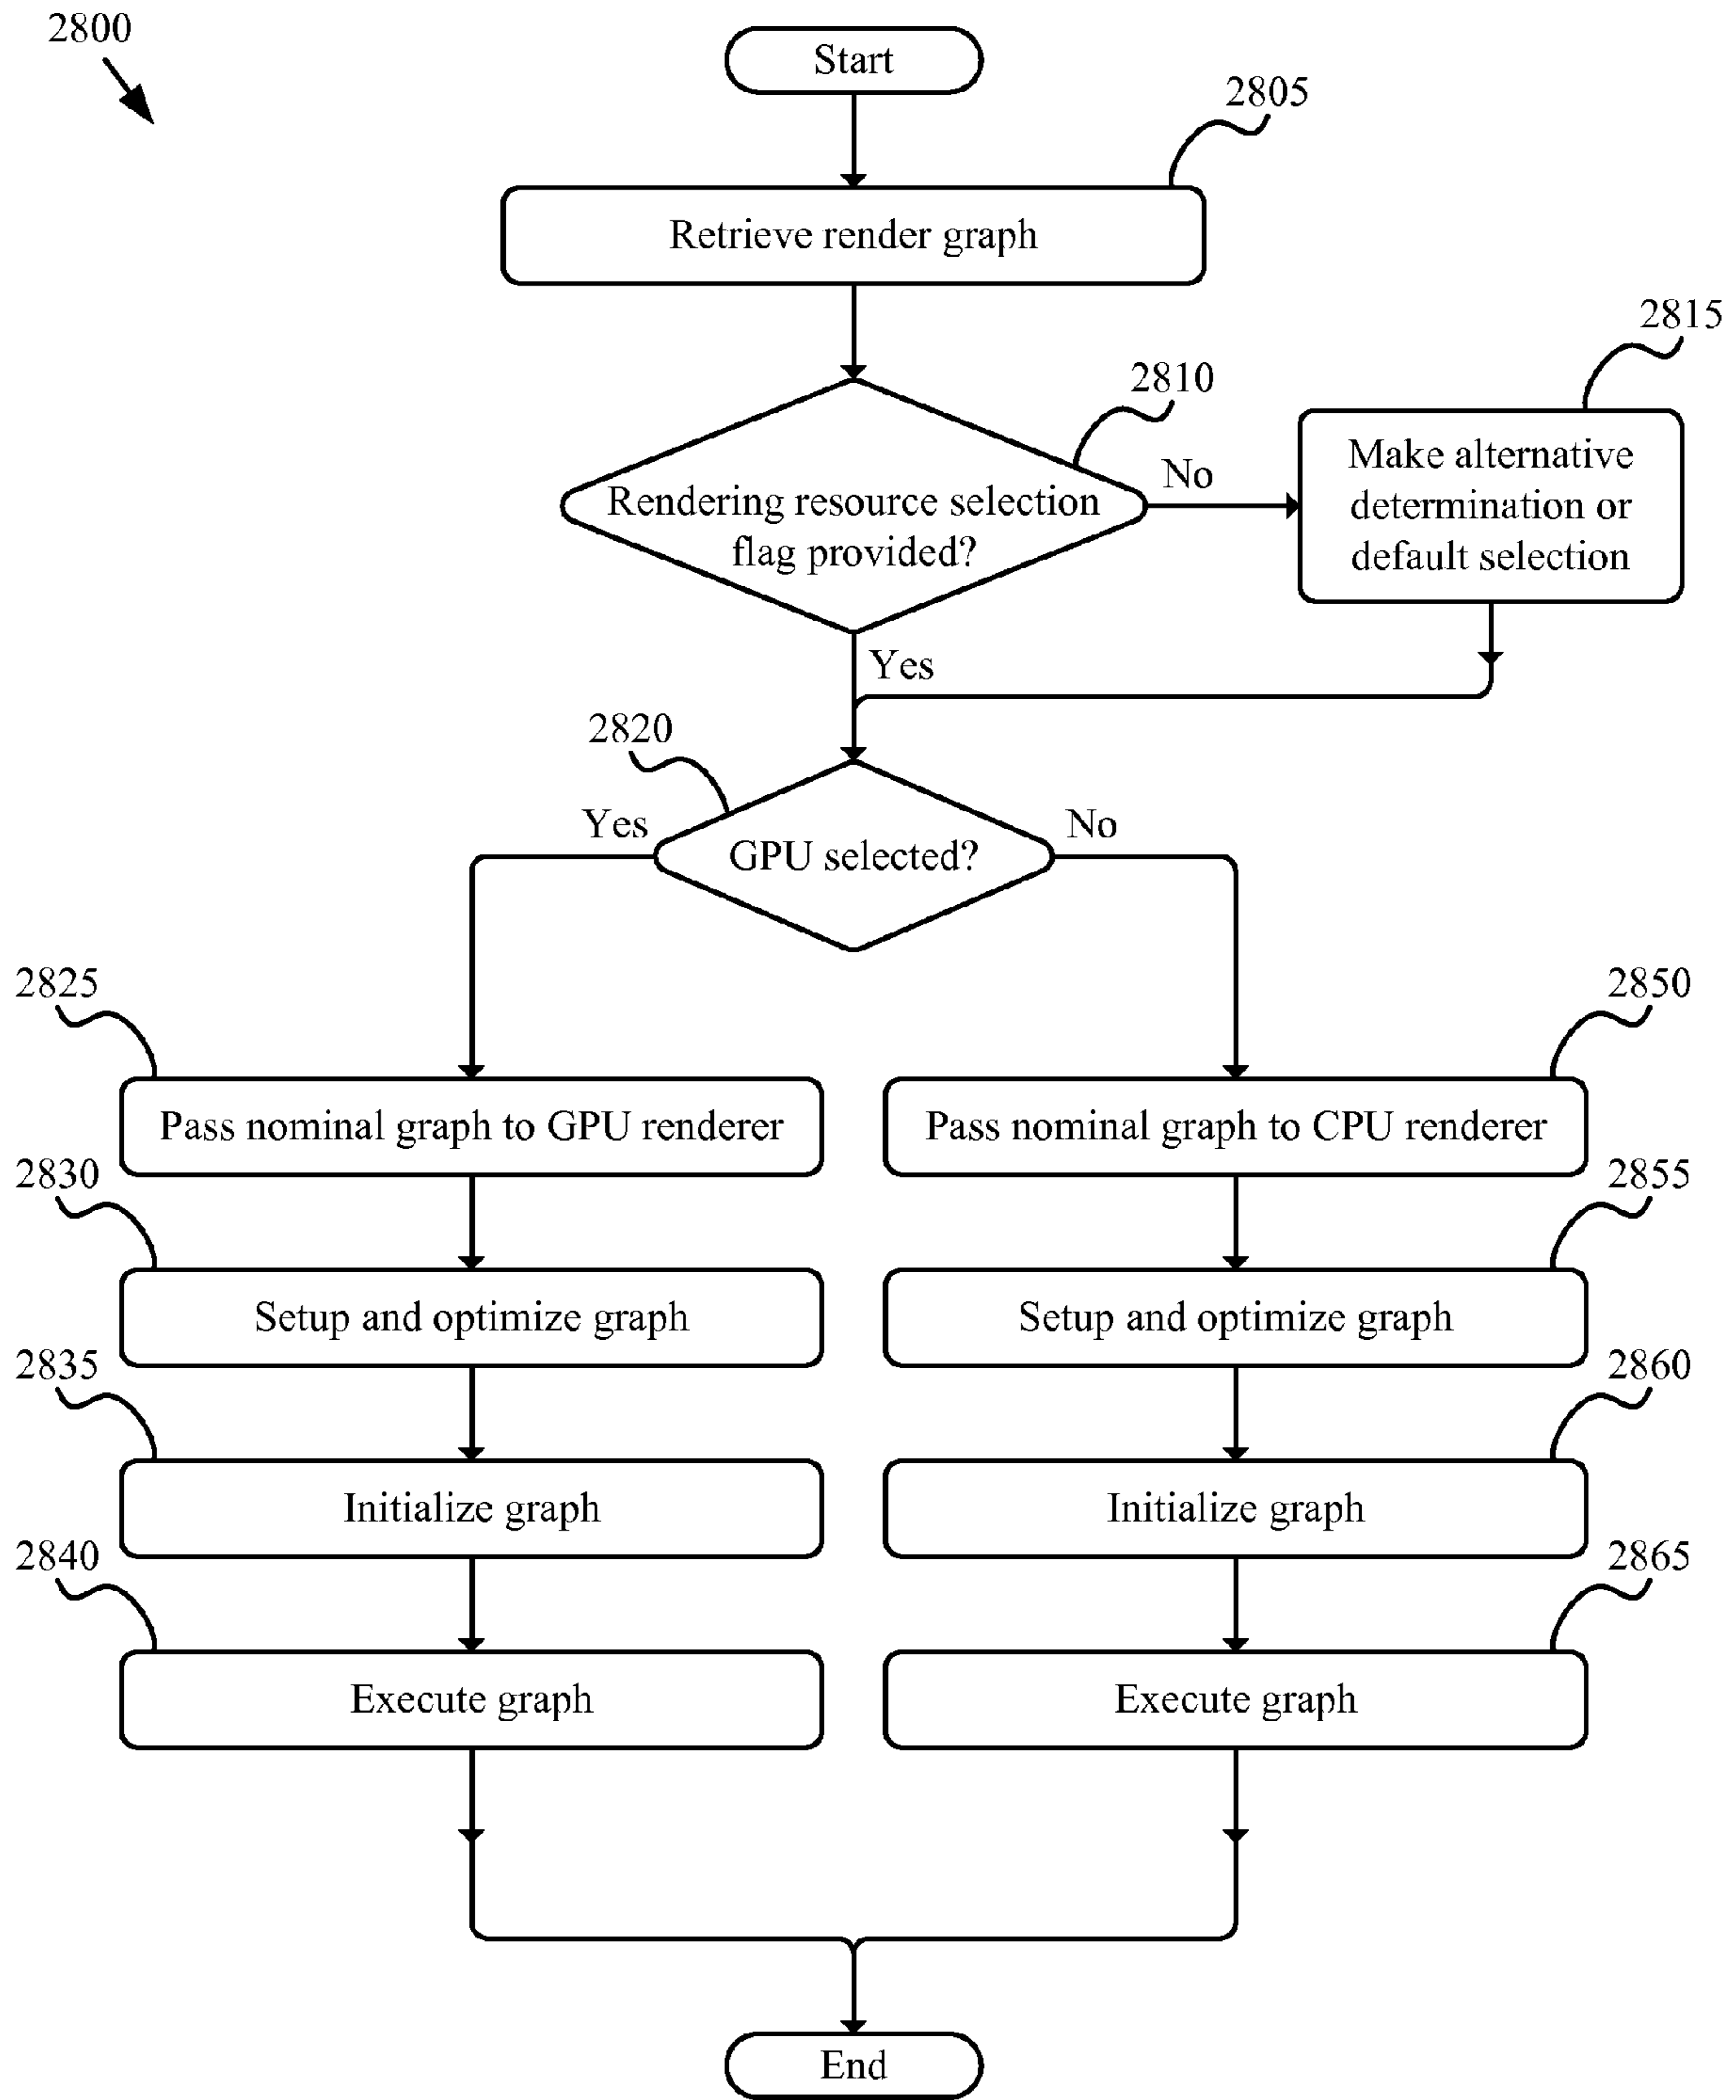 2800
Start
2805
Retrieve render graph
2815
2810
Make alternative
determination or
default selection
No
Rendering resource selection
flag provided?
Yes
2820
Yes
No
GPU selected?
2825
2850
Pass nominal graph to GPU renderer
Pass nominal graph to CPU renderer
2830
2855
Setup and optimize graph
Setup and optimize graph
2835
2860
Initialize graph
Initialize graph
2840
2865
Execute graph
Execute graph
End